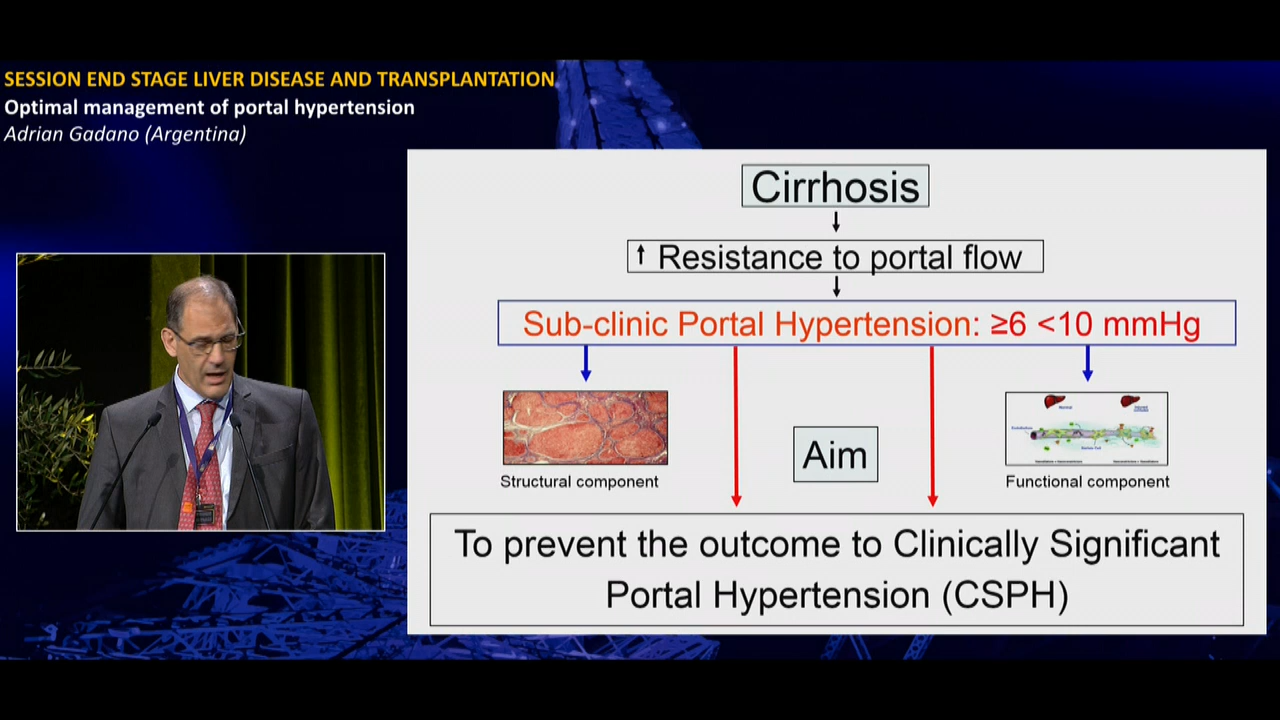 SESSION END STAGE LIVER DISEASE AND TRANSPLANTATION
Optimal management of portal hypertension
Adrian Gadano (Argentina)
Cirrhosis
↑ Resistance to portal flow
Sub-clinic Portal Hypertension: ≥6 <10 mmHg
Aim
Structural component
Functional component
To prevent the outcome to Clinically Significant
Portal Hypertension (CSPH)